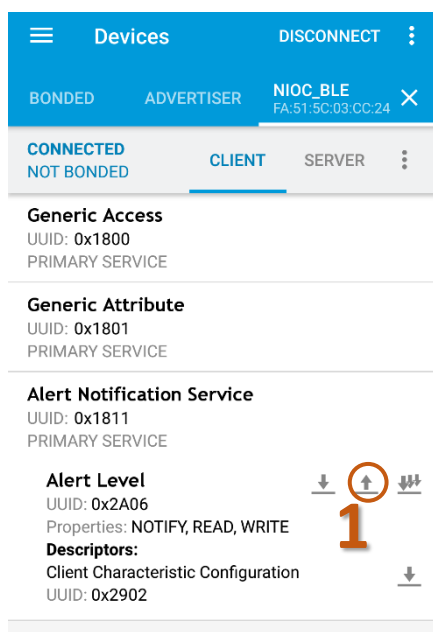 Devices
DISCONNECT
BONDED
ADVERTISER
NIOC_BLE
FA:51:5C:03:CC:24
CONNECTED
NOT BONDED
CLIENT
SERVER
Generic Access
UUID: 0x1800
PRIMARY SERVICE
Generic Attribute
UUID: 0x1801
PRIMARY SERVICE
Alert Notification Service
UUID: 0x1811
PRIMARY SERVICE
Alert Level
UUID: 0x2A06
Properties: NOTIFY, READ, WRITE
1
Descriptors:
Client Characteristic Configuration
UUID: 0x2902